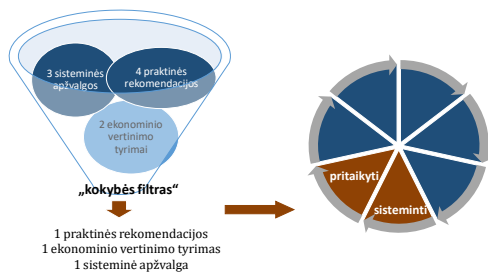 3 sisteminės
apžvalgos
4 praktinės
rekomendacijos
2 ekonominio
vertinimo
tyrimai
„kokybės filtras“
1 praktinės rekomendacijos
1 ekonominio vertinimo tyrimas
1 sisteminė apžvalga
pritaikyti
sisteminti